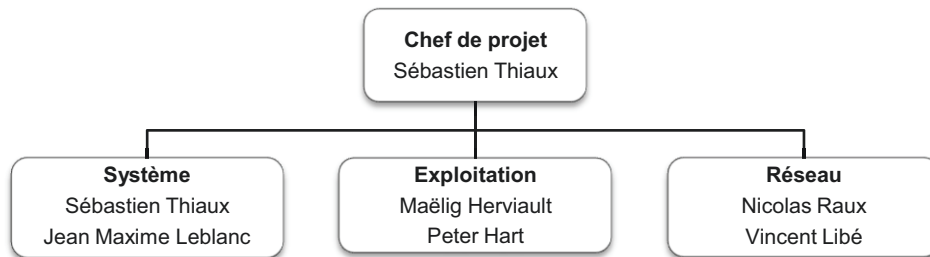 Chef de projet
Sébastien Thiaux
Système
Sébastien Thiaux
Jean Maxime Leblanc
Exploitation
Maëlig Herviault
Peter Hart
Réseau
Nicolas Raux
Vincent Libé